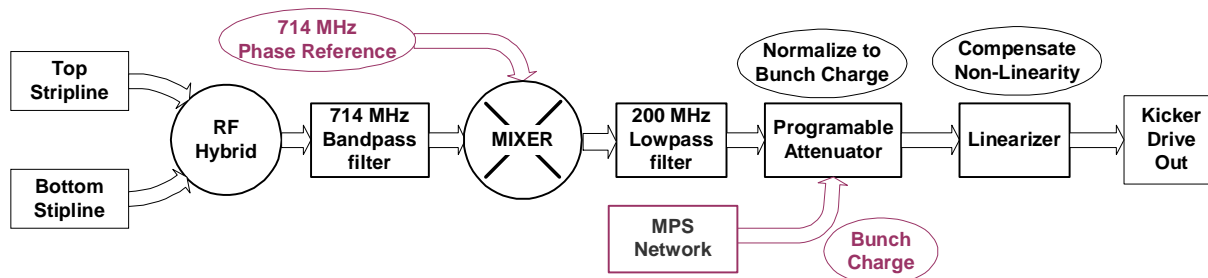 714 MHz
Phase Reference
Top
Stripline
Bottom
Stipline
RF
Hybrid
714 MHz
Bandpass
filter
MIXER
200 MHz
Lowpass
filter
Normalize to
Bunch Charge
Programable
Attenuator
MPS
Network
Bunch
Charge
Compensate
Non-Linearity
Linearizer
Kicker
Drive
Out